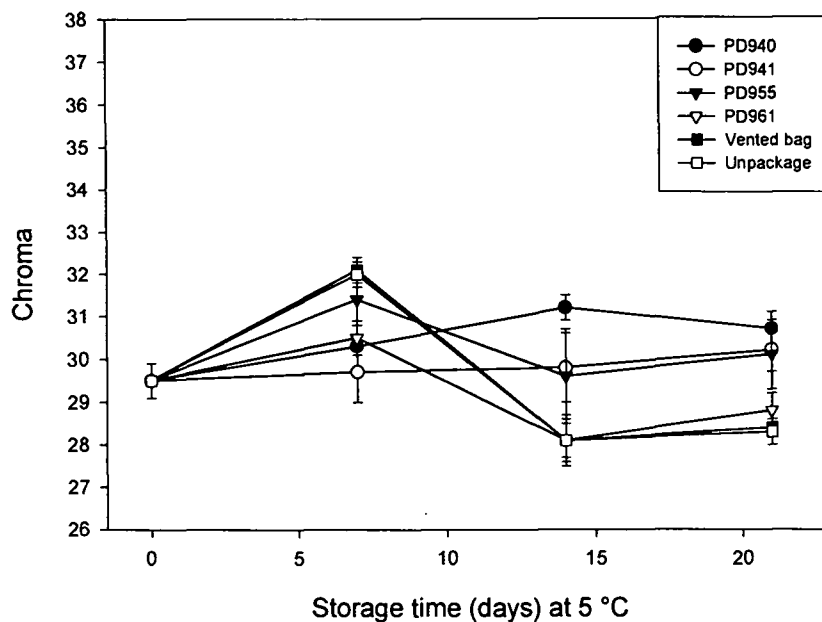 38
37
36
35
34
33
32
31
30
29
28
27
26
Chroma
PD940
PD941
PD955
PD961
Vented bag
Unpackage
0
5
10
15
20
Storage time (days) at 5 °C